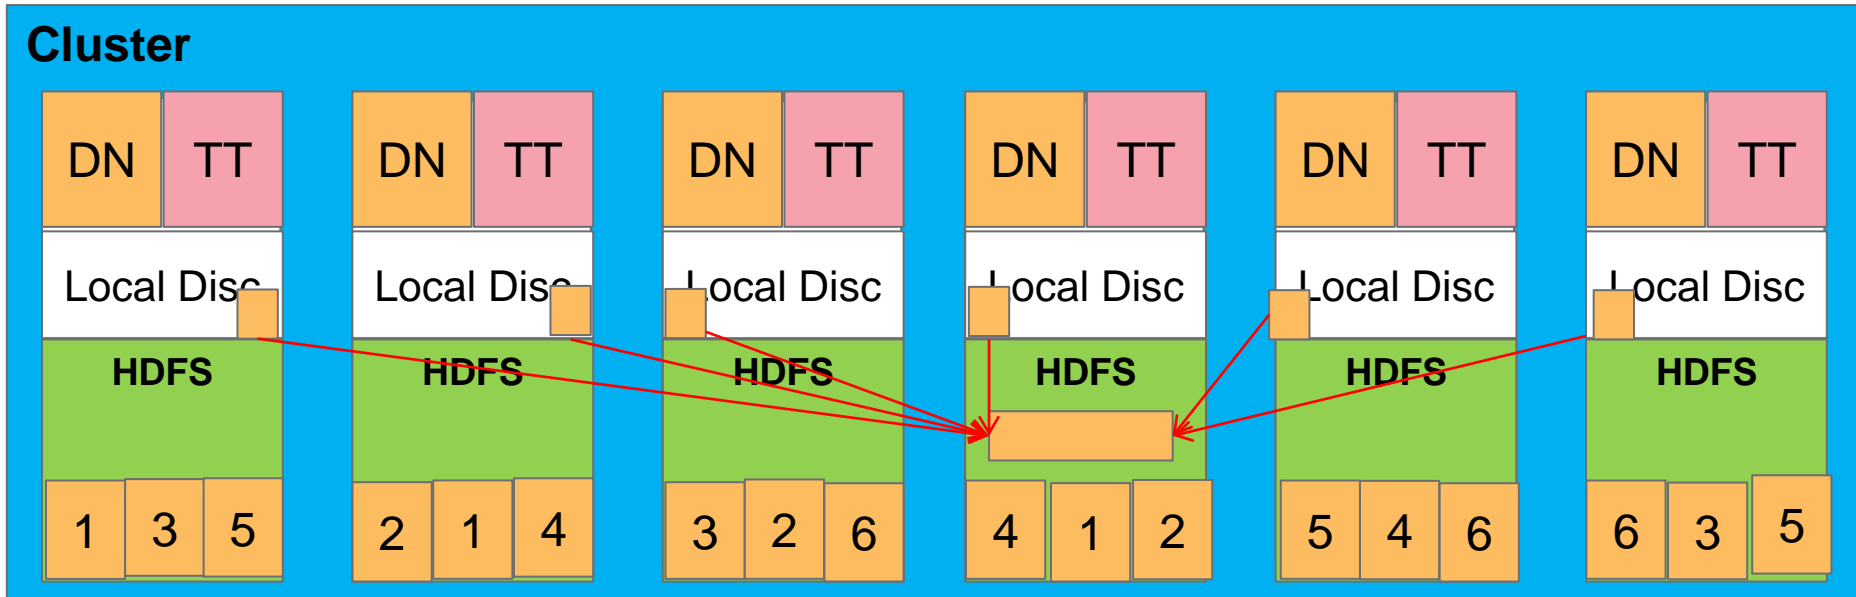 Cluster
DN TT DN TT DN TT DN TT DN TT DN TT
Local Disc Local Disc Local Disc Local Disc Local Disc Local Disc
HDFS HDFS HDFS HDFS HDFS HDFS
1 3 5 2 1 4 3 2 6 4 1 2 5 4 6 6 3 5